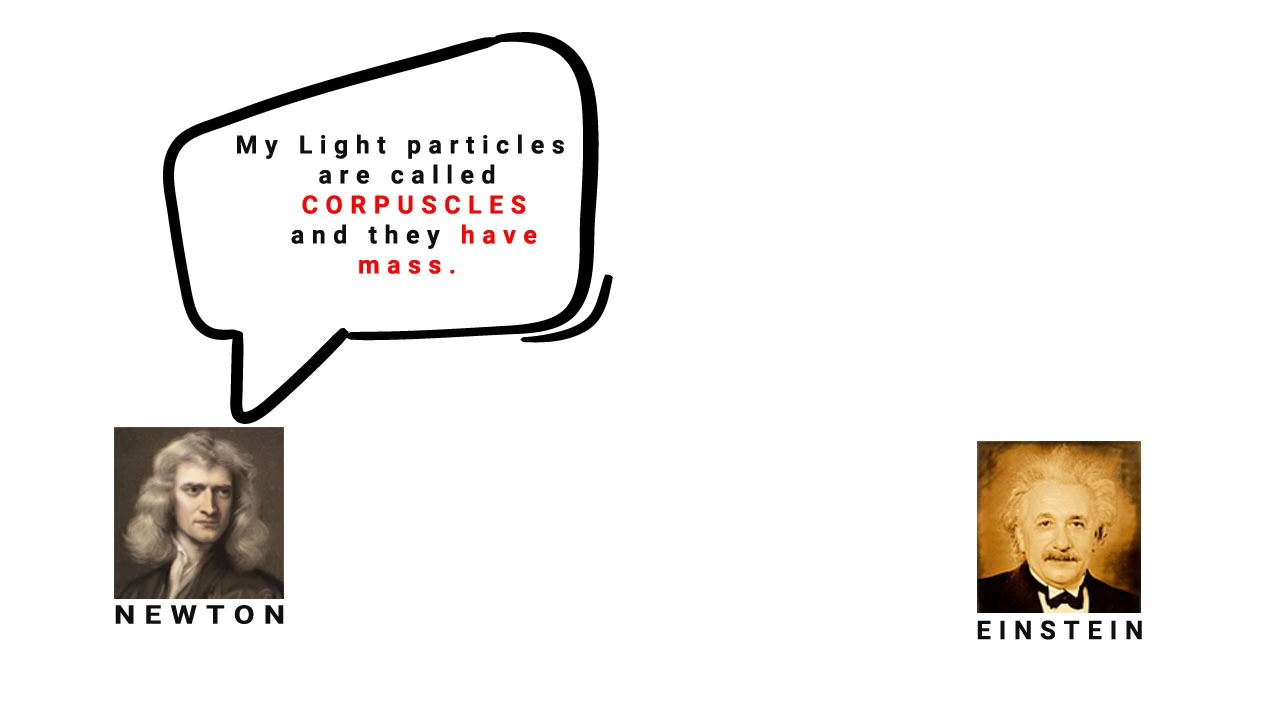 My Light particles
are called
CORPUSCLES
and they have
mass.
NEWTON
EINSTEIN